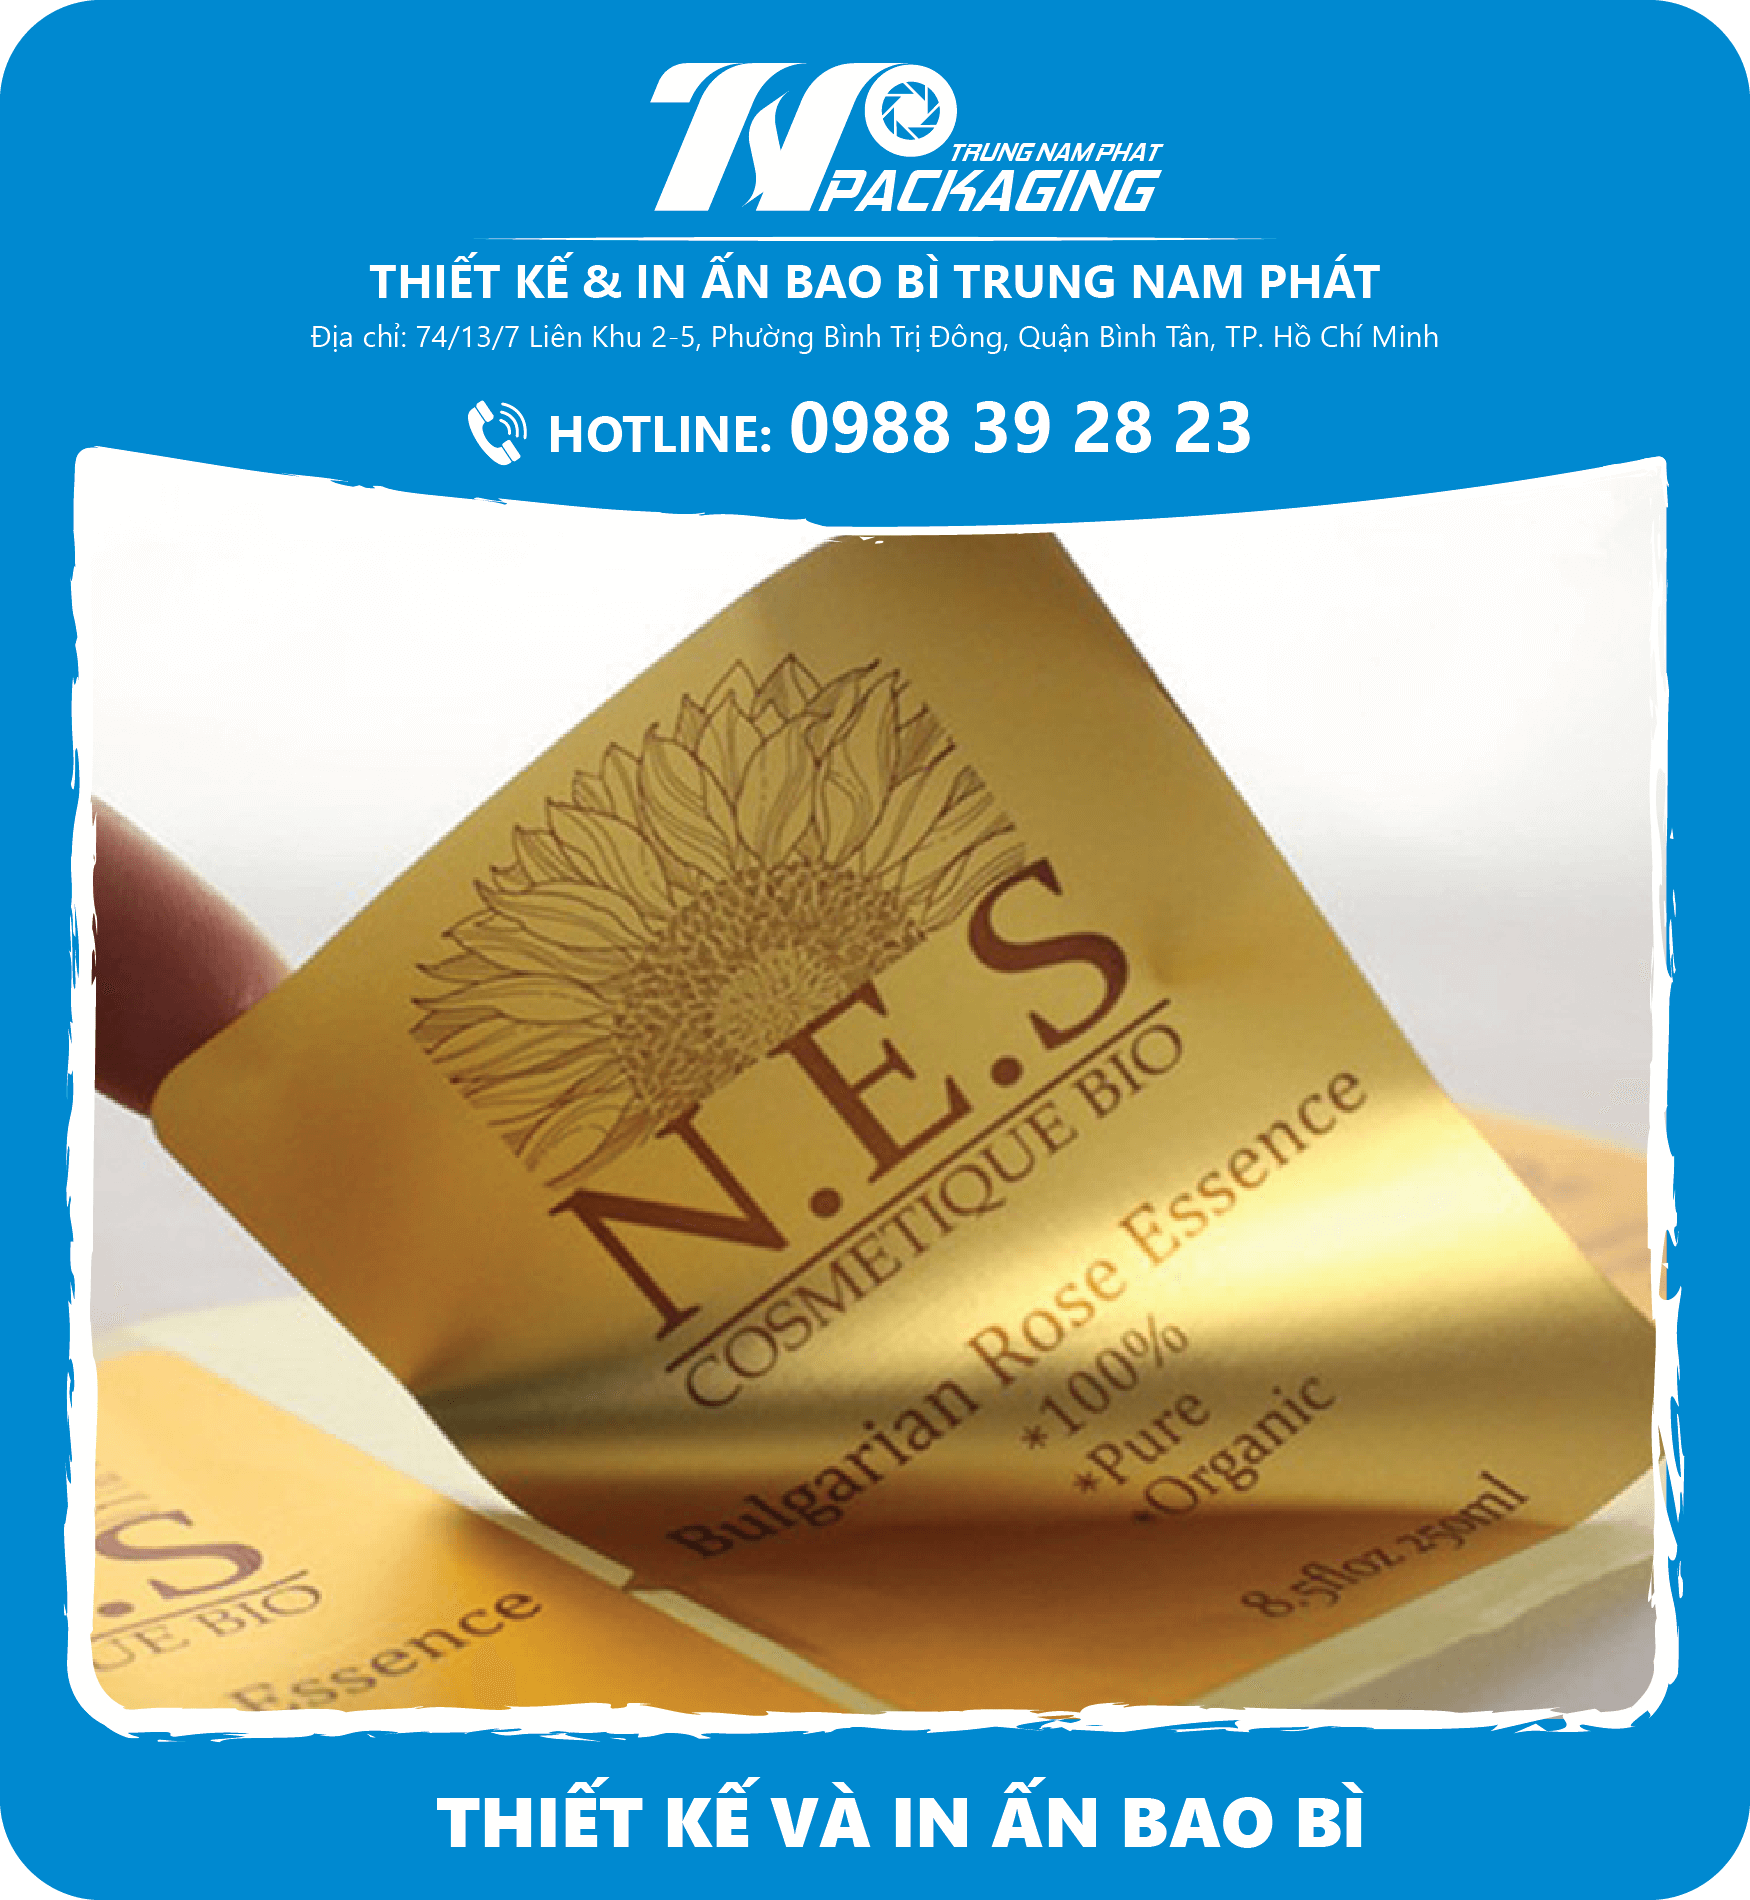 TRUNG NAM PHAT
PACKAGING
THIẾT KẾ & IN ẤN BAO BÌ TRUNG NAM PHÁT
Địa chỉ: 74/13/7 Liên Khu 2-5, Phường Bình Trị Đông, Quận Bình Tân, TP. Hồ Chí Minh
HOTLINE: 0988 39 28 23
N.E.S
COSMETIQUE BIO
Bulgarian Rose Essence
*100%
*Pure
*Organic
8.5floz. 250ml
.S
UE BIO
Essence
THIẾT KẾ VÀ IN ẤN BAO BÌ